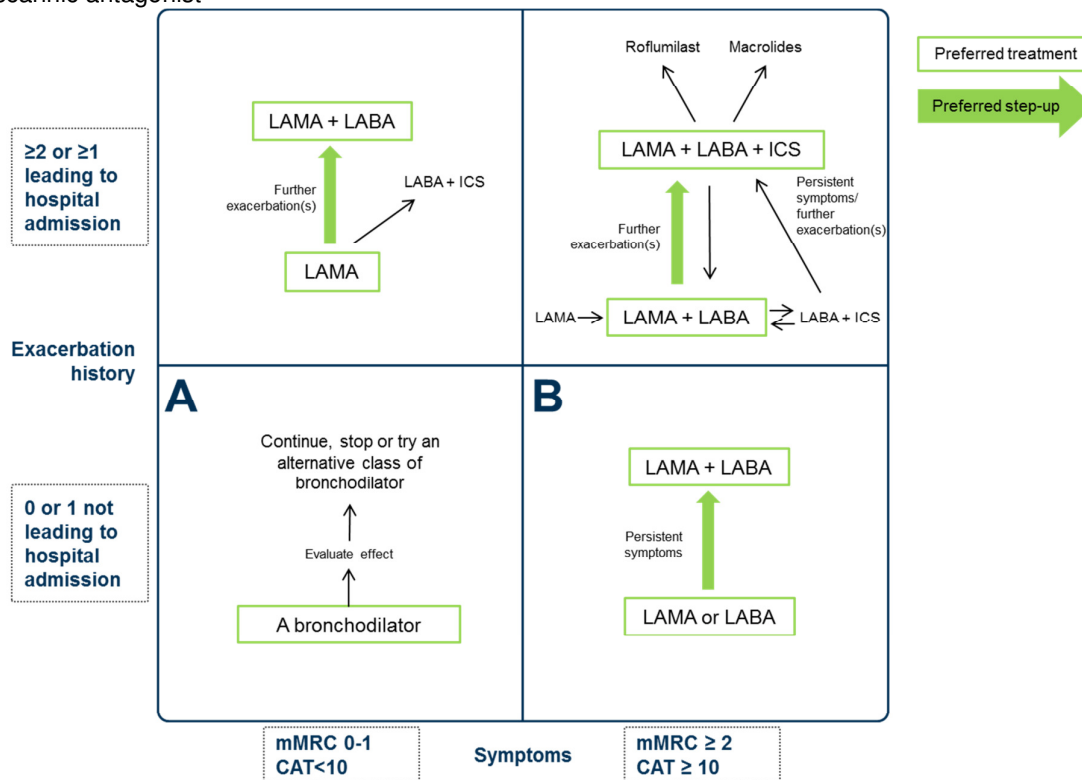 antagonist
Roflumilast
Macrolides
Preferred treatment
Preferred step-up
LAMA + LABA
LAMA + LABA + ICS
≥2 or ≥1
leading to
hospital
admission
Further
exacerbation(s)
LABA + ICS
Further
exacerbation(s)
Persistent
symptoms/
further
exacerbation(s)
LAMA
LAMA
LAMA + LABA
LABA + ICS
Exacerbation
history
A
B
Continue, stop or try an
alternative class of
bronchodilator
LAMA + LABA
0 or 1 not
leading to
hospital
admission
Evaluate effect
Persistent
symptoms
A bronchodilator
LAMA or LABA
mMRC 0-1
CAT<10
Symptoms
mMRC ≥ 2
CAT ≥ 10